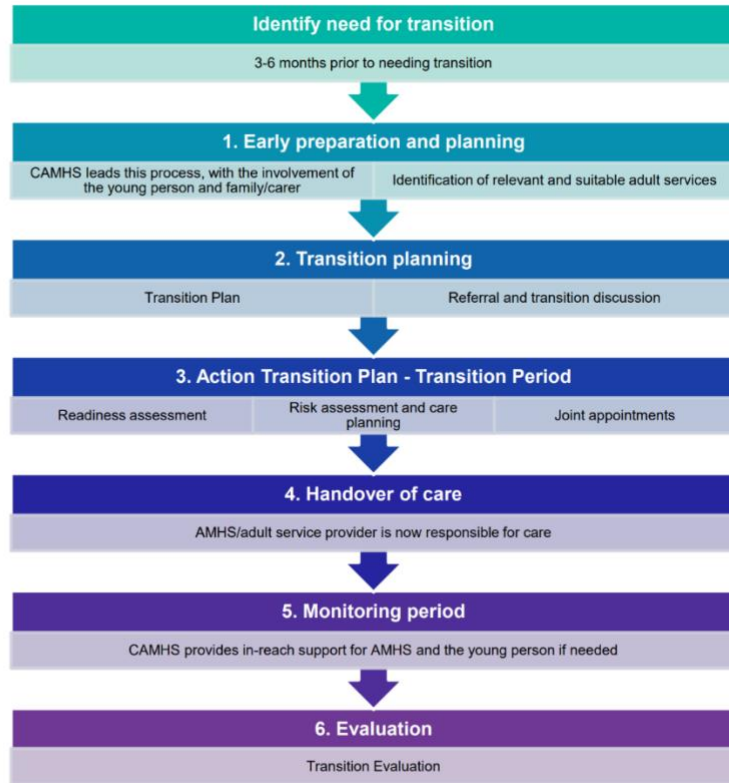 Identify need for transition
3-6 months prior to needing transition
1. Early preparation and planning
CAMHS leads this process, with the involvement of
the young person and family/carer
Identification of relevant and suitable adult services
2. Transition planning
Transition Plan
Referral and transition discussion
3. Action Transition Plan - Transition Period
Readiness assessment
Risk assessment and care
planning
Joint appointments
4. Handover of care
AMHS/adult service provider is now responsible for care
5. Monitoring period
CAMHS provides in-reach support for AMHS and the young person if needed
6. Evaluation
Transition Evaluation